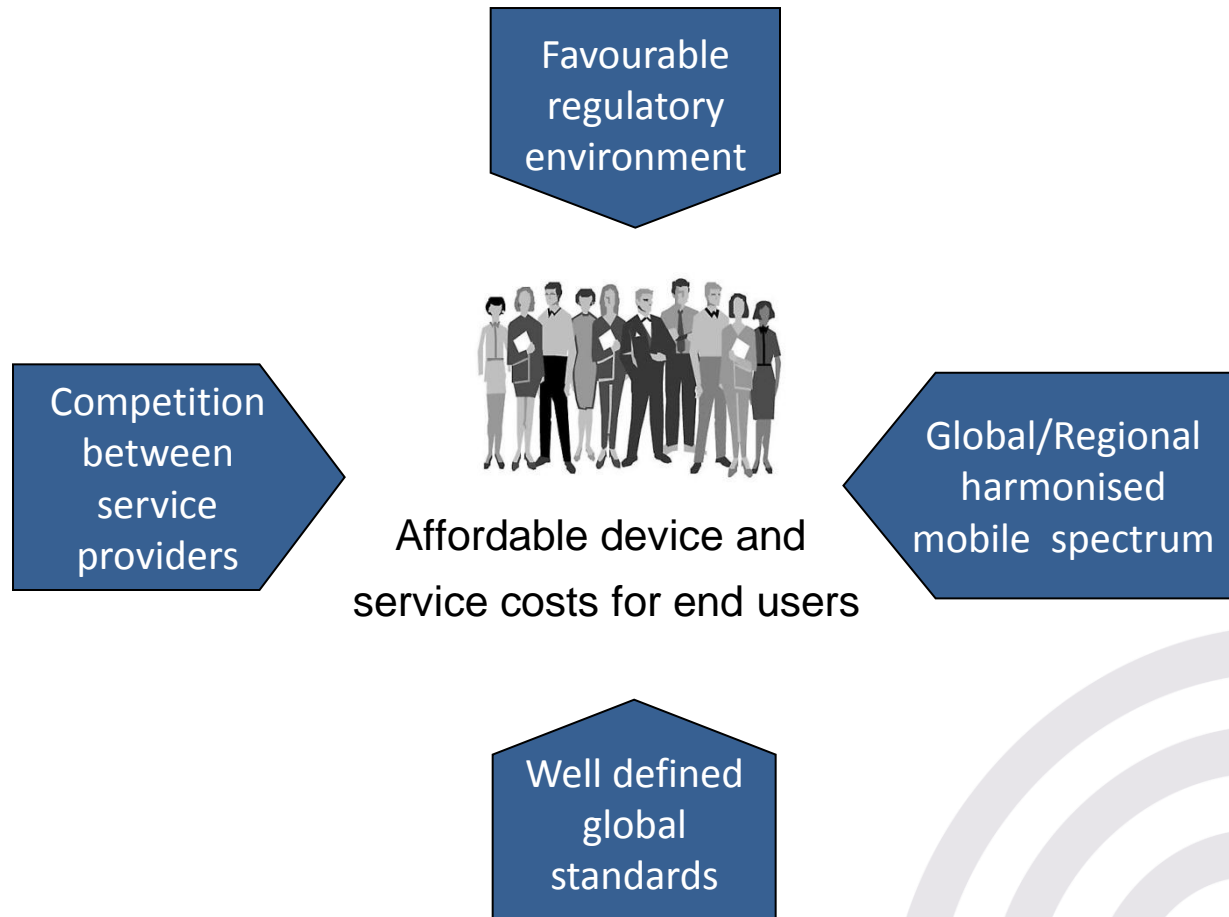 Favourable
regulatory
environment
Competition
between
service
providers
Global/Regional
harmonised
mobile spectrum
Affordable device and
service costs for end users
Well defined
global
standards